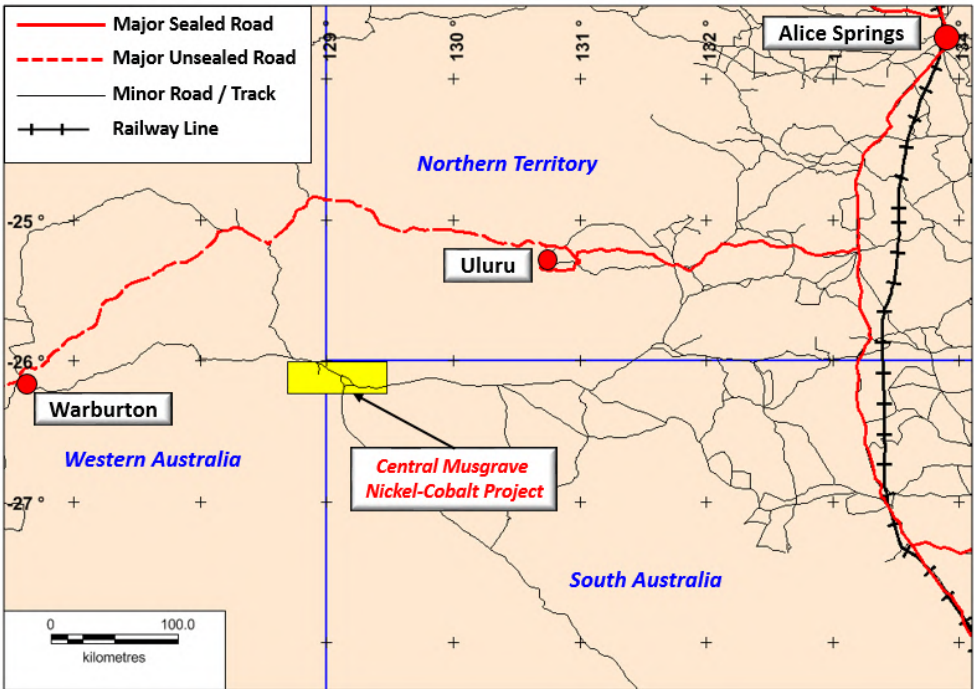 Major Sealed Road
Major Unsealed Road
Minor Road / Track
Railway Line
129°
130
131
132
Alice Springs
Northern Territory
-25°
Uluru
-26°
Warburton
Western Australia
Central Musgrave
Nickel-Cobalt Project
-27°
South Australia
0 100.0
kilometres